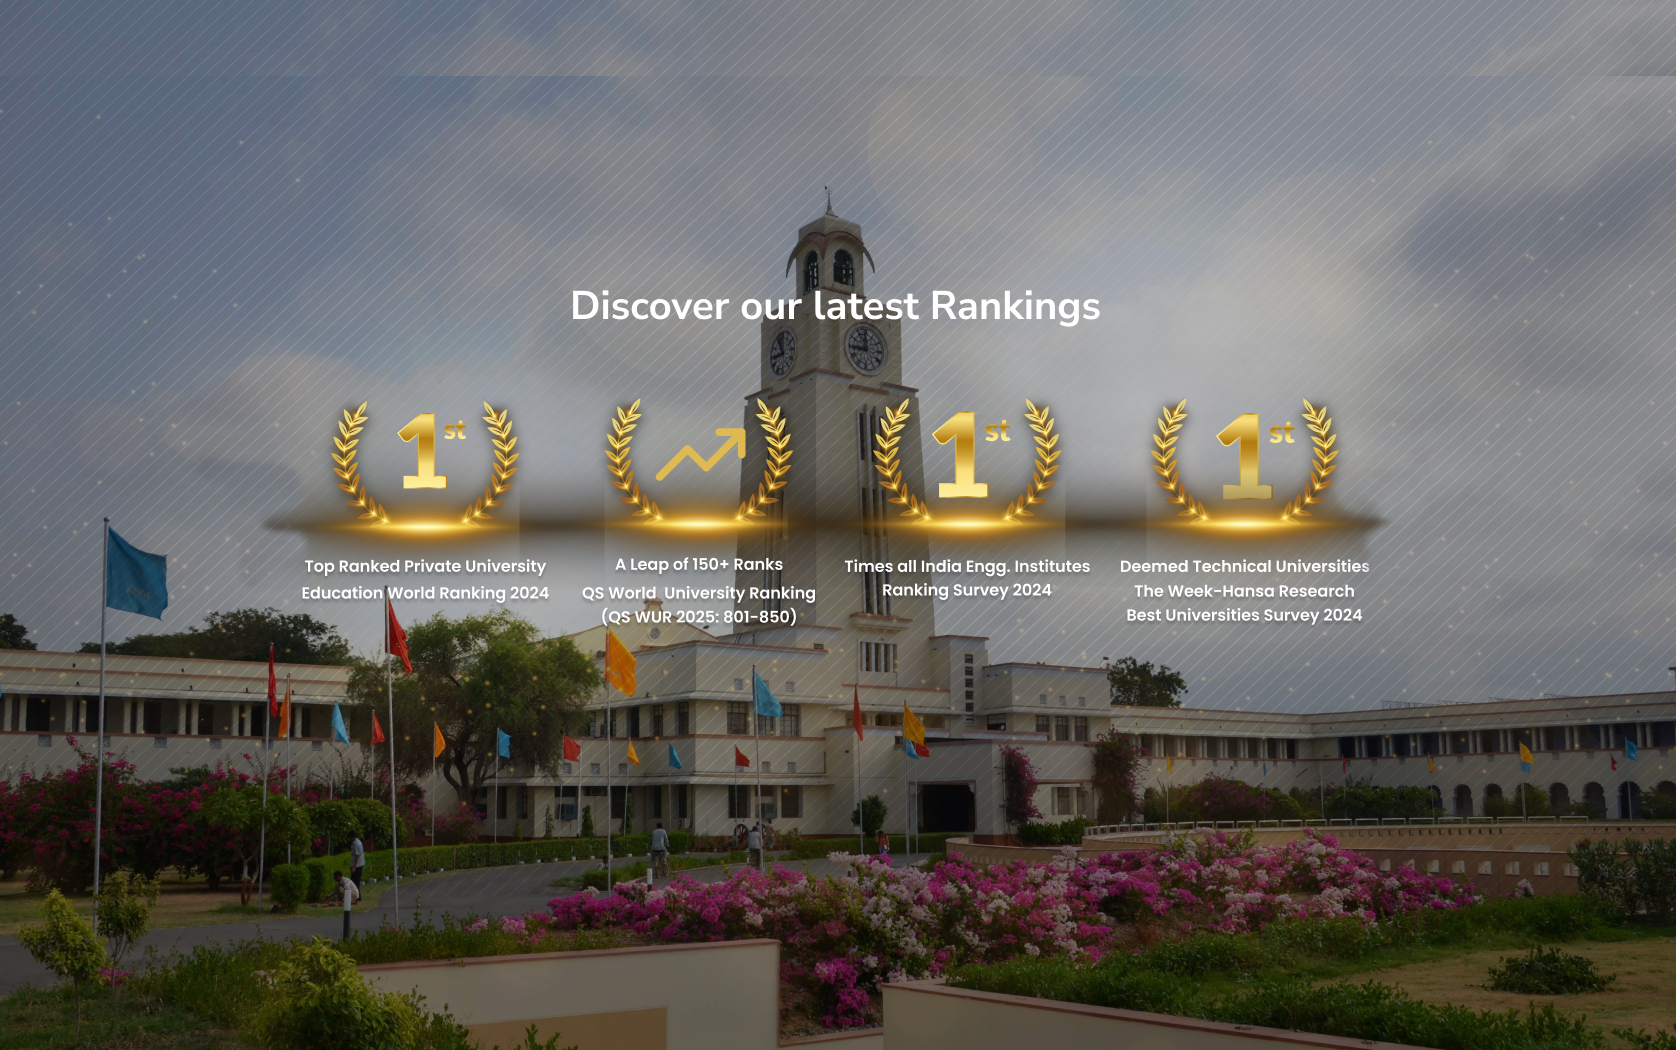 Discover our latest Rankings
1st
1st
1st
Top Ranked Private University
Education World Ranking 2024
A Leap of 150+ Ranks
QS World University Ranking
(QS WUR 2025: 801-850)
Times all India Engg. Institutes
Ranking Survey 2024
Deemed Technical Universities
The Week-Hansa Research
Best Universities Survey 2024